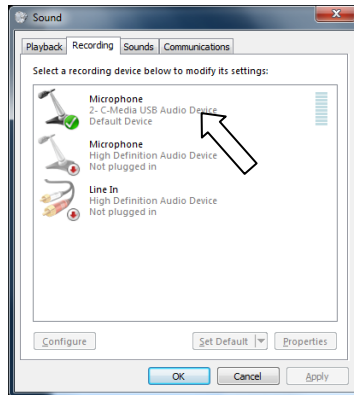 Sound
Playback Recording Sounds Communications
Select a recording device below to modify its settings:
Microphone
2- C-Media USB Audio Device
Default Device
Microphone
High Definition Audio Device
Not plugged in
Line In
High Definition Audio Device
Not plugged in
Configure Set Default Properties
OK Cancel Apply